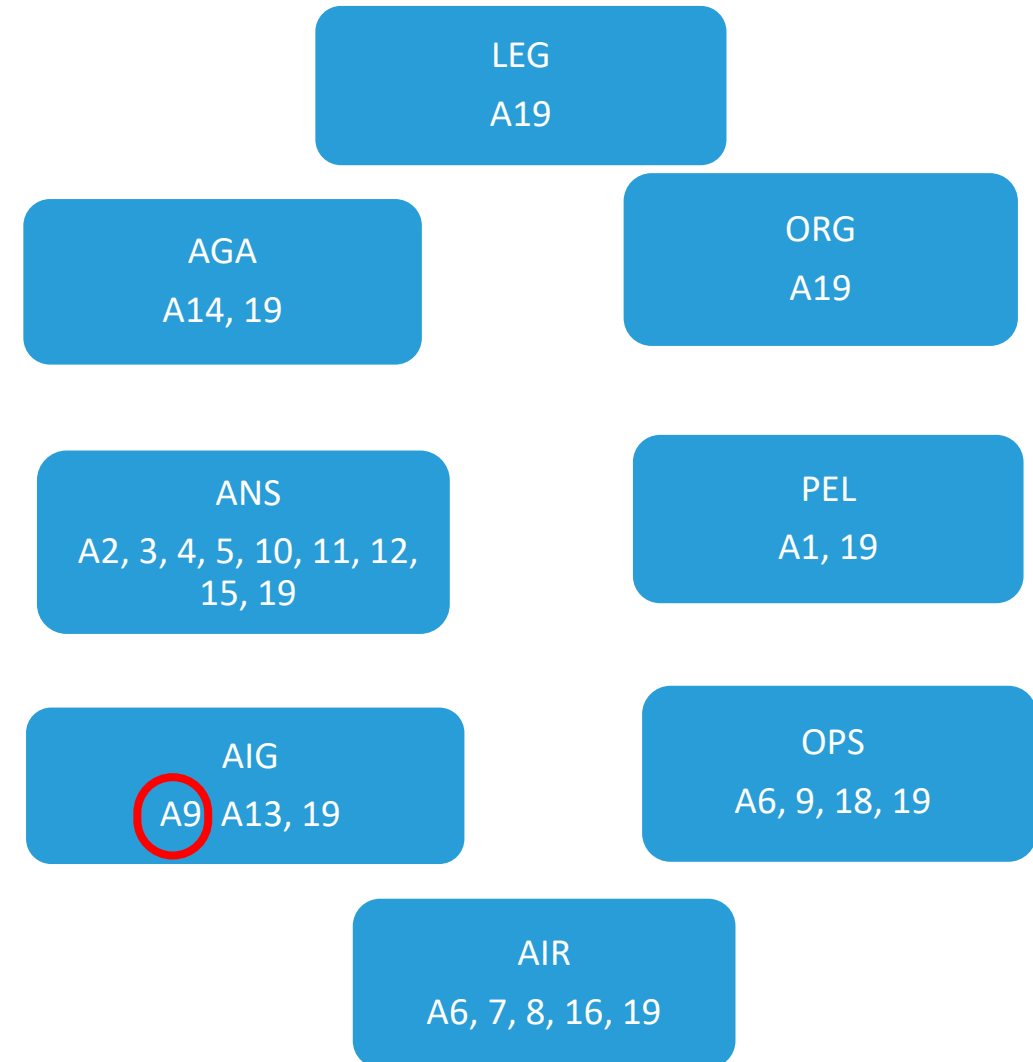 LEG
A19
AGA
A14, 19
ORG
A19
ANS
A2, 3, 4, 5, 10, 11, 12,
15, 19
PEL
A1, 19
AIG
A9 A13, 19
OPS
A6, 9, 18, 19
AIR
A6, 7, 8, 16, 19